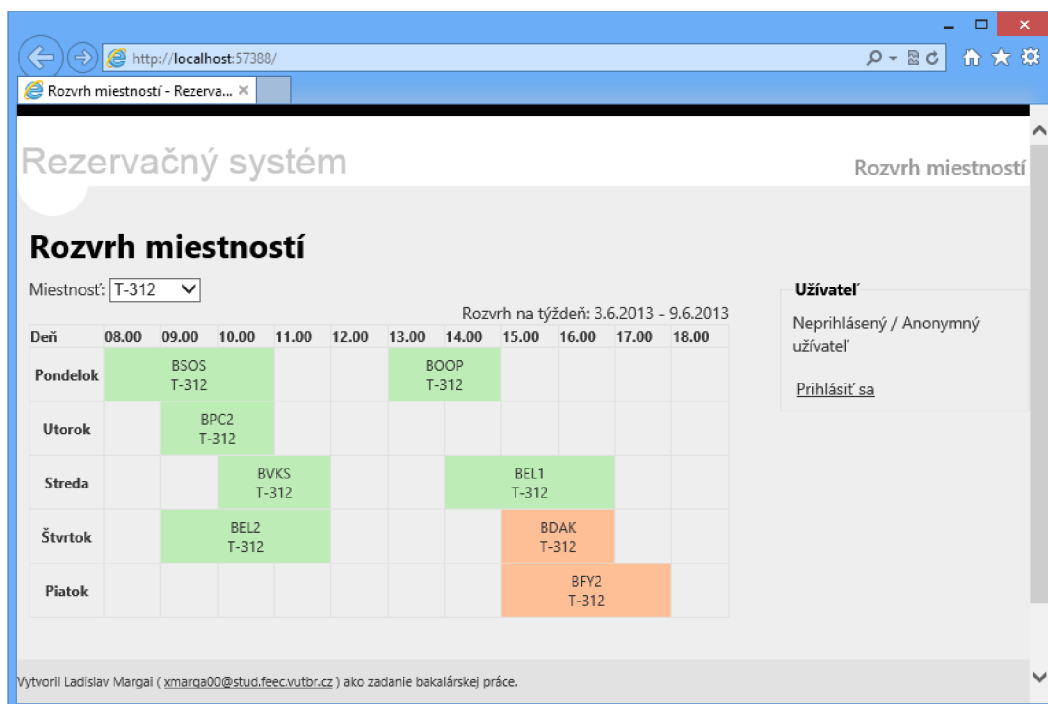 http://localhost:57388/
Rozvrh miestností - Rezerva...
Rezervačný systém
Rozvrh miestností
Rozvrh miestností
Miestnosť: T-312
Rozvrh na týždeň: 3.6.2013 - 9.6.2013
Deň 08.00 09.00 10.00 11.00 12.00 13.00 14.00 15.00 16.00 17.00 18.00
Pondelok
BSOS
T-312
BOOP
T-312
Utorok
BPC2
T-312
Streda
BVKS
T-312
BEL1
T-312
Štvrtok
BEL2
T-312
BDAK
T-312
Piatok
BFY2
T-312
Užívateľ
Neprihlásený / Anonymný
užívateľ
Prihlásiť sa
Vytvoril Ladislav Margai ( xmarga00@stud.feec.vutbr.cz ) ako zadanie bakalárskej práce.